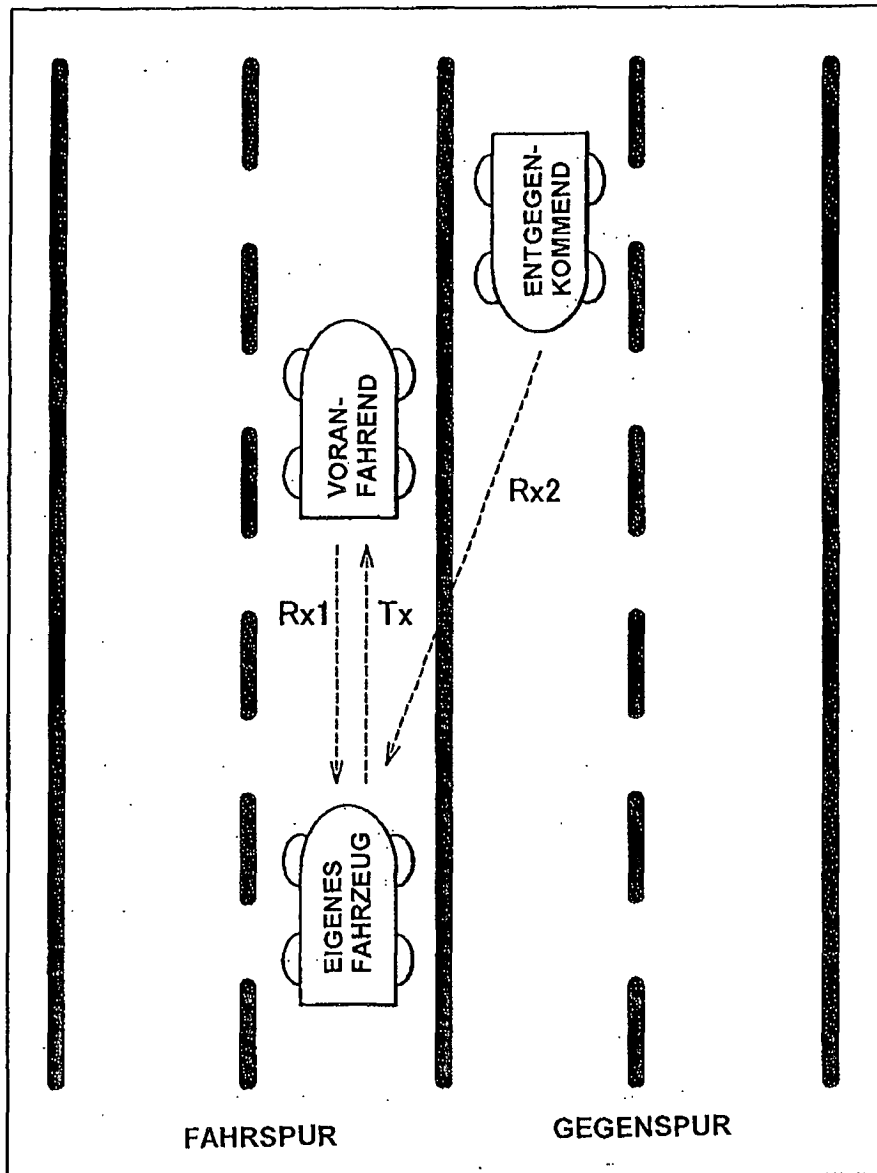 ENTGEGEN-
KOMMEND
VORAN-
FAHREND
Rx2
Rx1
Tx
EIGENES
FAHRZEUG
FAHRSPUR
GEGENSPUR